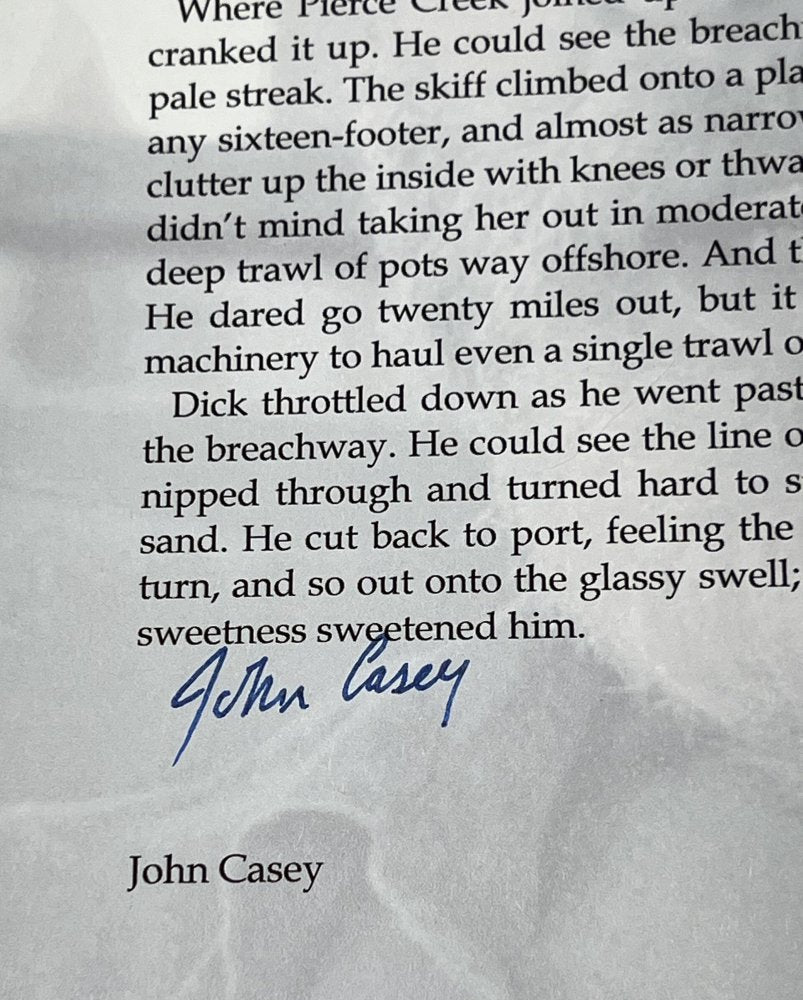 Where Pierce Creek joined
cranked it up. He could see the breach
pale streak. The skiff climbed onto a pla
any sixteen-footer, and almost as narro
clutter up the inside with knees or thwa
didn't mind taking her out in moderat
deep trawl of pots way offshore. And t
He dared go twenty miles out, but it
machinery to haul even a single trawl o
Dick throttled down as he went past
the breachway. He could see the line o
nipped through and turned hard to s
sand. He cut back to port, feeling the
turn, and so out onto the glassy swell;
sweetness sweetened him.
John Casey
John Casey